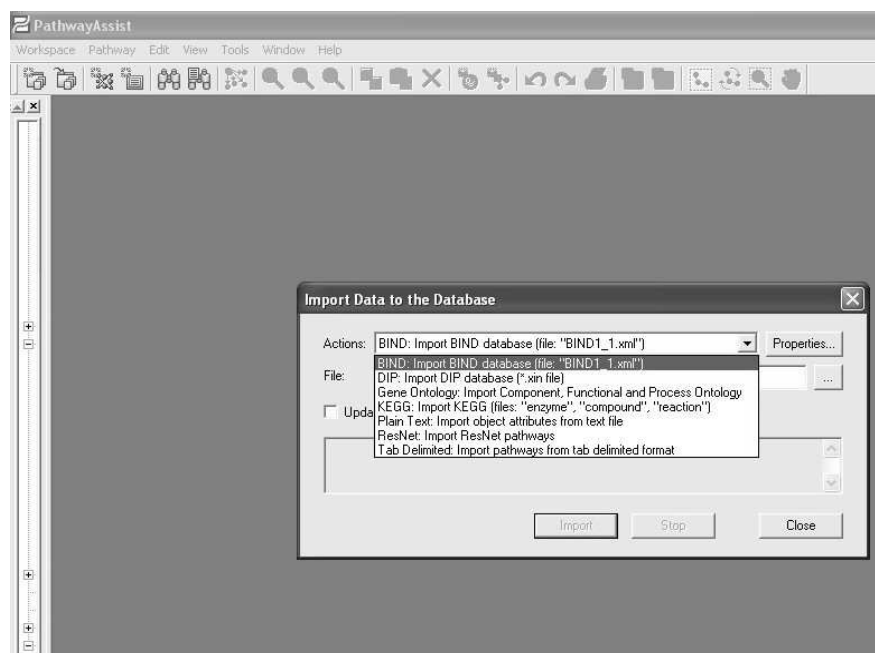 PathwayAssist
Workspace Pathway Edit View Tools Window Help
Import Data to the Database
Actions: BIND: Import BIND database (file: "BIND1_1.xml") Properties...
BIND: Import BIND database (file: "BIND1_1.xml")
File: DIP: Import DIP database (*.xin file) ...
Gene Ontology: Import Component, Functional and Process Ontology
Upda KEGG: Import KEGG (files: "enzyme", "compound", "reaction")
Plain Text: Import object attributes from text file
ResNet: Import ResNet pathways
Tab Delimited: Import pathways from tab delimited format
Import Stop Close